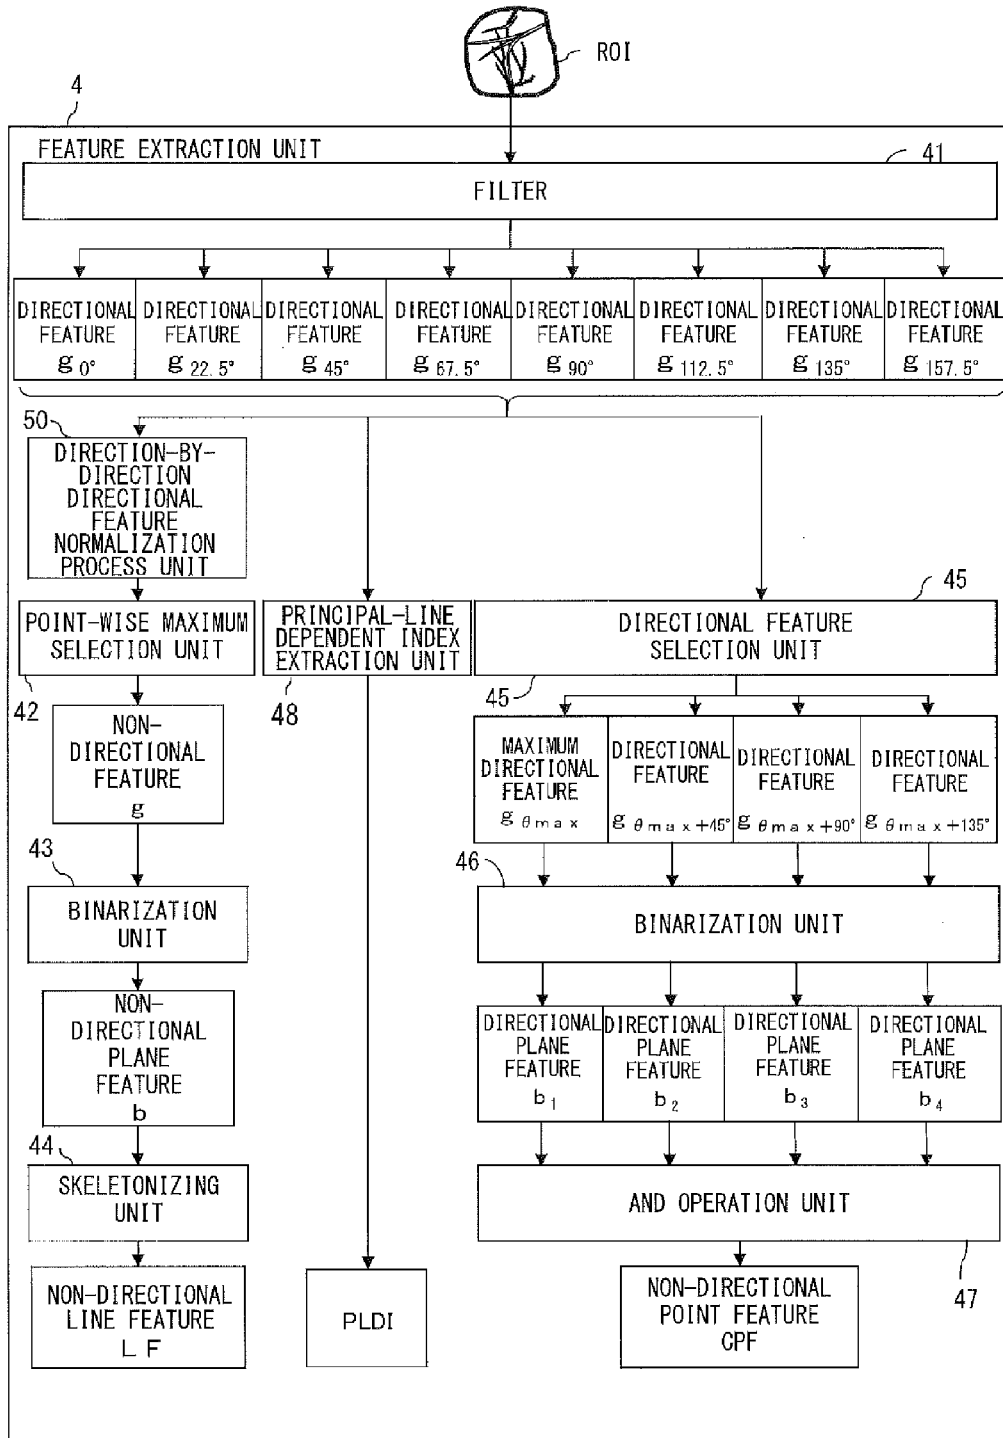 ROI
4
FEATURE EXTRACTION UNIT
41
FILTER
DIRECTIONAL
FEATURE
g 0°
DIRECTIONAL
FEATURE
g 22.5°
DIRECTIONAL
FEATURE
g 45°
DIRECTIONAL
FEATURE
g 67.5°
DIRECTIONAL
FEATURE
g 90°
DIRECTIONAL
FEATURE
g 112.5°
DIRECTIONAL
FEATURE
g 135°
DIRECTIONAL
FEATURE
g 157.5°
50
DIRECTION-BY-
DIRECTION
DIRECTIONAL
FEATURE
NORMALIZATION
PROCESS UNIT
POINT-WISE MAXIMUM
SELECTION UNIT
42
NON-
DIRECTIONAL
FEATURE
g
43
BINARIZATION
UNIT
NON-
DIRECTIONAL
PLANE
FEATURE
b
44
SKELETONIZING
UNIT
NON-DIRECTIONAL
LINE FEATURE
L F
PRINCIPAL-LINE
DEPENDENT INDEX
EXTRACTION UNIT
48
PLDI
45
DIRECTIONAL FEATURE
SELECTION UNIT
45
MAXIMUM
DIRECTIONAL
FEATURE
g θmax
DIRECTIONAL
FEATURE
g θmax+45°
DIRECTIONAL
FEATURE
g θmax+90°
DIRECTIONAL
FEATURE
g θmax+135°
46
BINARIZATION UNIT
DIRECTIONAL
PLANE
FEATURE
b1
DIRECTIONAL
PLANE
FEATURE
b2
DIRECTIONAL
PLANE
FEATURE
b3
DIRECTIONAL
PLANE
FEATURE
b4
AND OPERATION UNIT
47
NON-DIRECTIONAL
POINT FEATURE
CPF